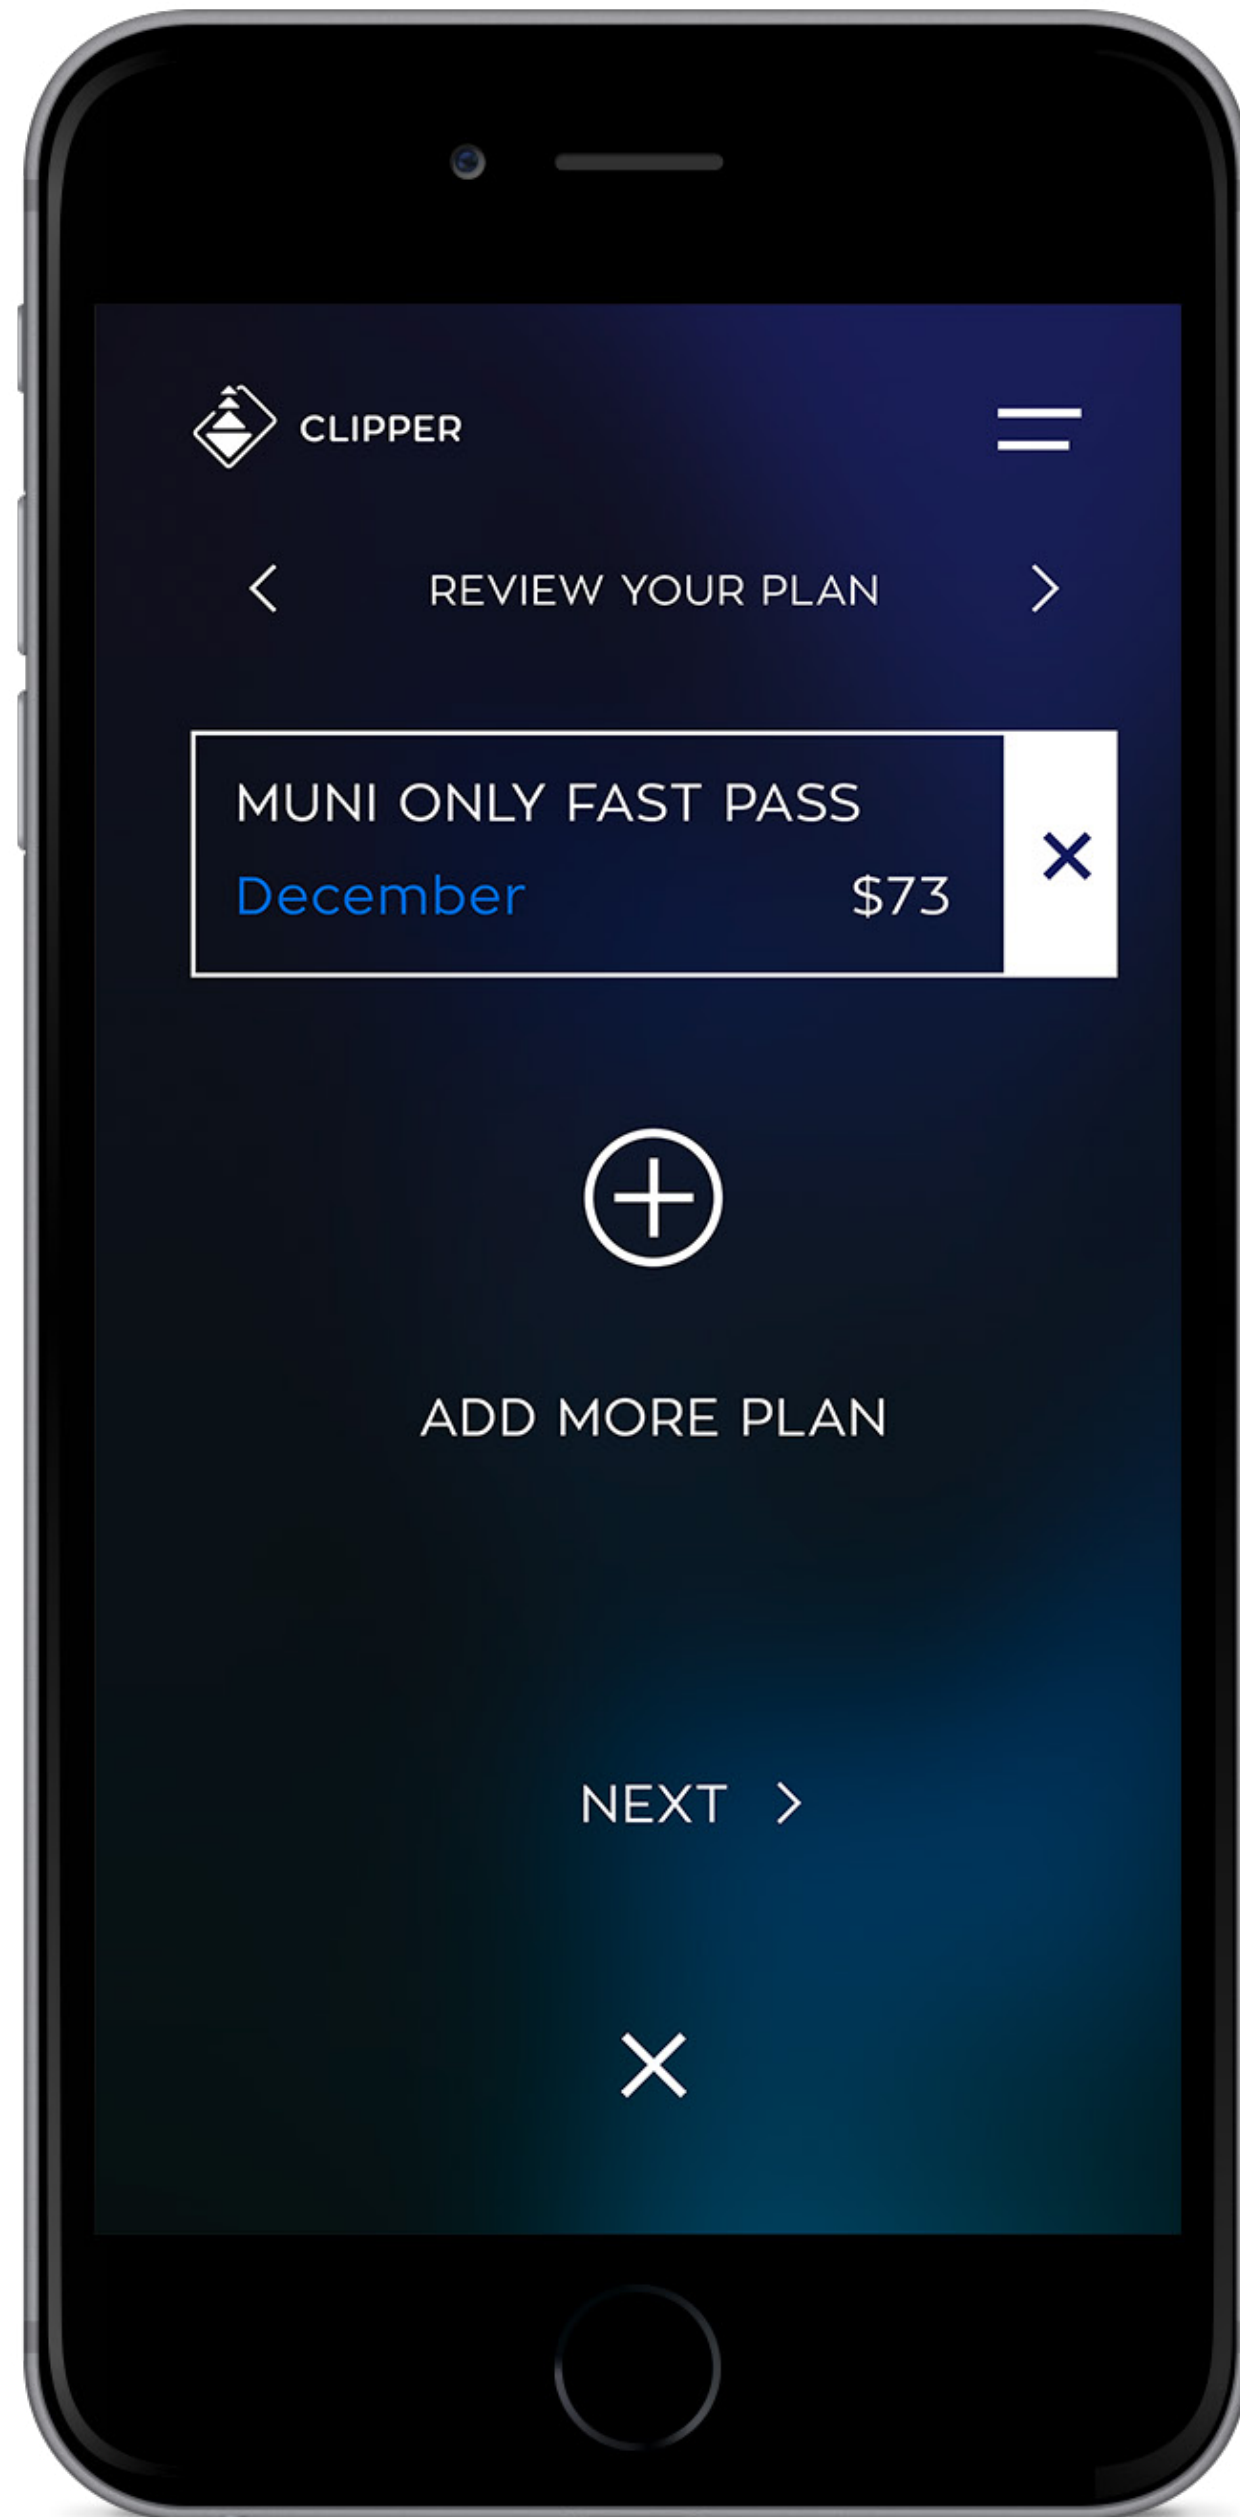 CLIPPER
REVIEW YOUR PLAN
MUNI ONLY FAST PASS
December $73
ADD MORE PLAN
NEXT